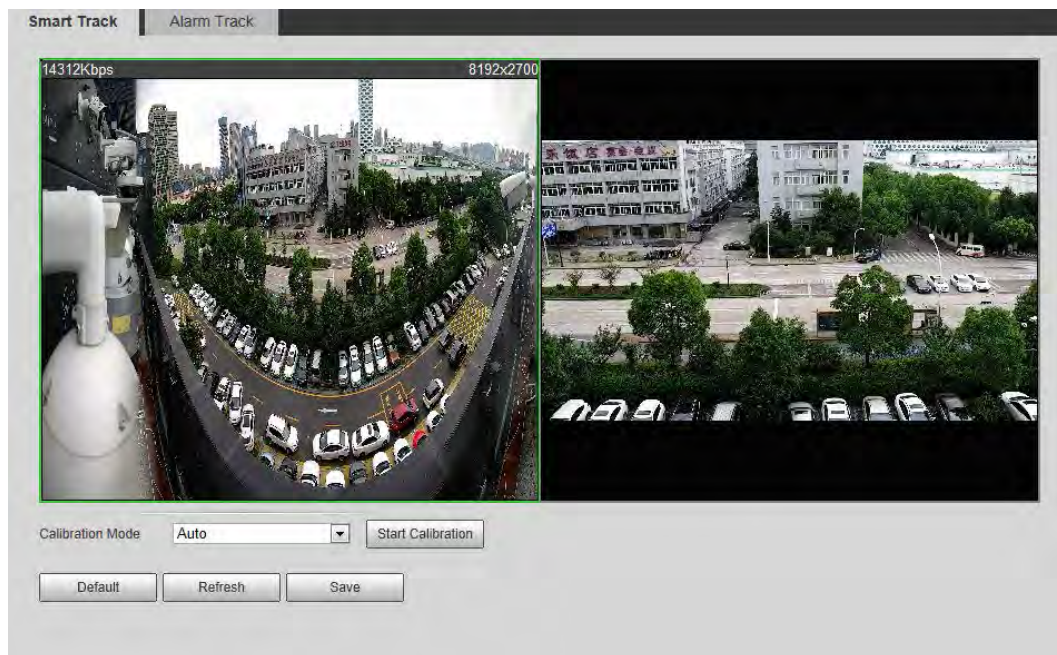 Smart Track
Alarm Track
14312Kbps
8192x2700
Calibration Mode
Auto
Start Calibration
Default
Refresh
Save